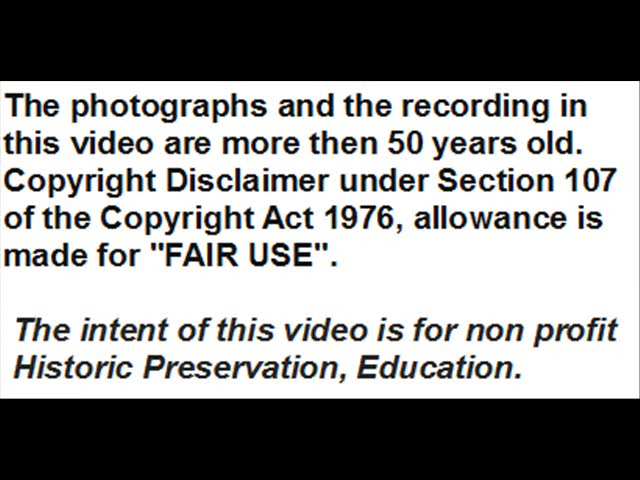 The photographs and the recording in
this video are more then 50 years old.
Copyright Disclaimer under Section 107
of the Copyright Act 1976, allowance is
made for "FAIR USE".
The intent of this video is for non profit
Historic Preservation, Education.